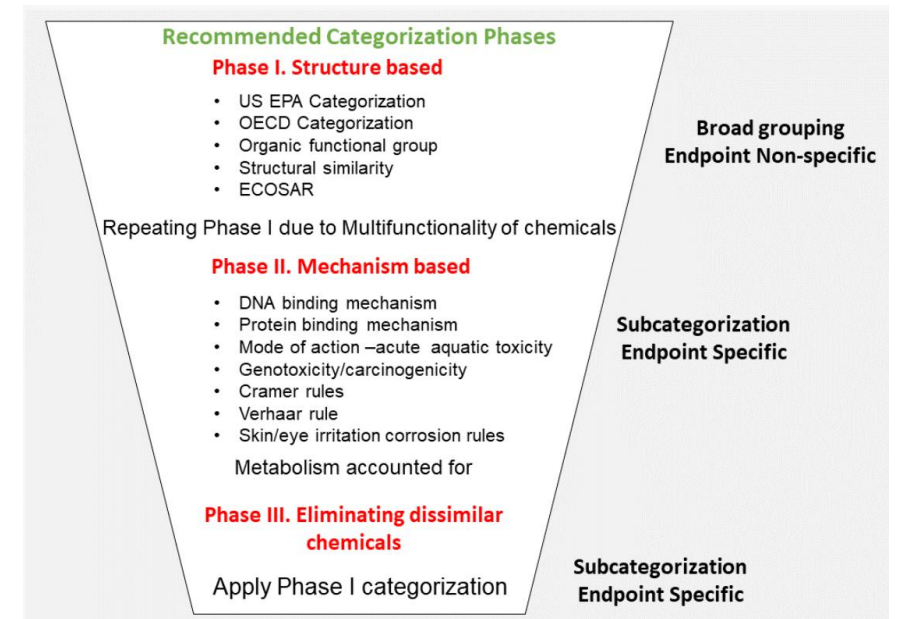 Recommended Categorization Phases
Phase I. Structure based
• US EPA Categorization
• OECD Categorization
• Organic functional group
• Structural similarity
• ECOSAR
Broad grouping
Endpoint Non-specific
Repeating Phase I due to Multifunctionality of chemicals
Phase II. Mechanism based
• DNA binding mechanism
• Protein binding mechanism
• Mode of action –acute aquatic toxicity
• Genotoxicity/carcinogenicity
• Cramer rules
• Verhaar rule
• Skin/eye irritation corrosion rules
Subcategorization
Endpoint Specific
Metabolism accounted for
Phase III. Eliminating dissimilar
chemicals
Apply Phase I categorization
Subcategorization
Endpoint Specific